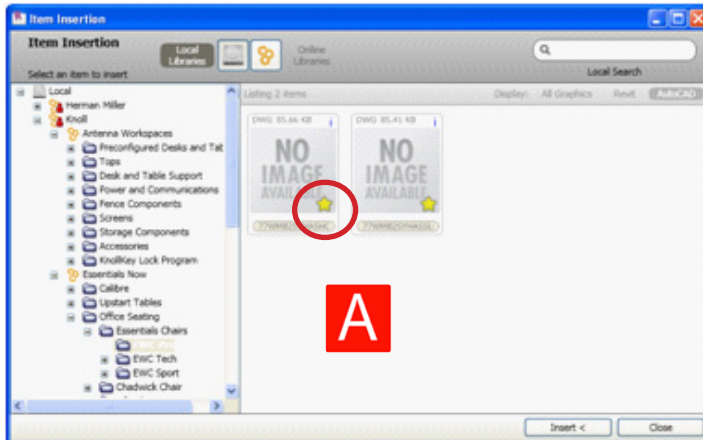 Item Insertion
Item Insertion
Select an item to insert
Local Libraries
Online Libraries
Local Search
Local
Herman Miller
Knoll
Antenna Workspaces
Preconfigured Desks and Tab
Tops
Desk and Table Support
Power and Communications
Fence Components
Screens
Storage Components
Accessories
KnollKey Lock Program
Essentials Now
Calibre
Upstart Tables
Office Seating
Essentials Chairs
EWC Pro
EWC Tech
EWC Sport
Chadwick Chair
Listing 2 items
Display: All Graphics Revit AutoCAD
DWG 85.66 KB i
NO
IMAGE
AVAILABLE
DWG 85.41 KB i
NO
IMAGE
AVAILABLE
A
Insert <
Close